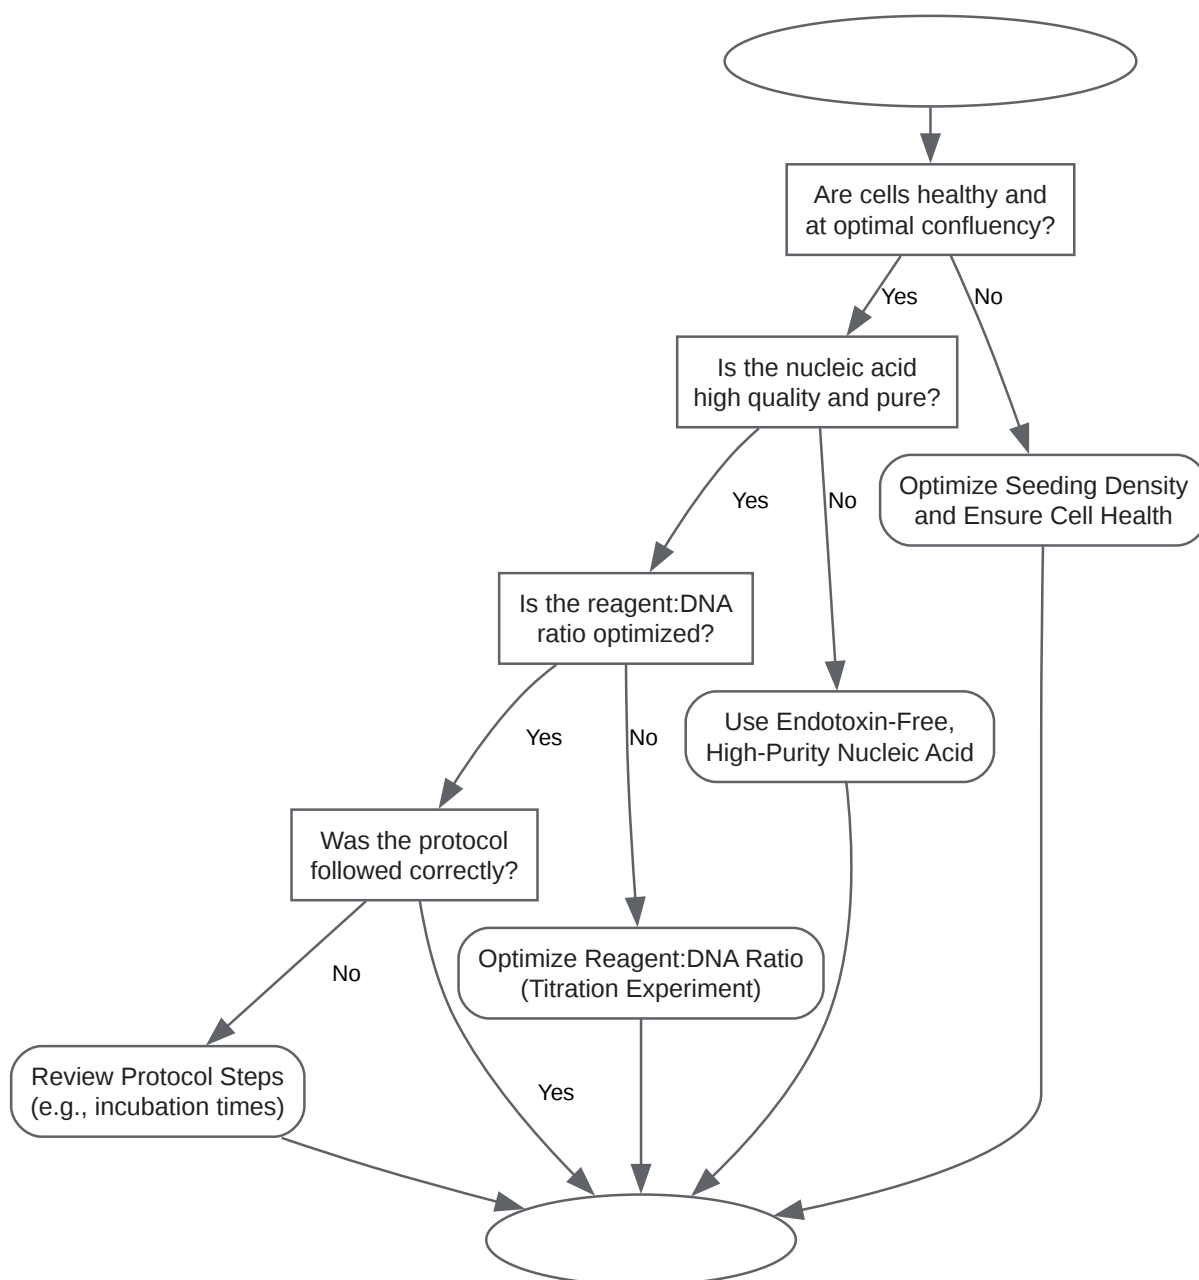 Are cells healthy and
at optimal confluency?
Yes
No
Is the nucleic acid
high quality and pure?
Optimize Seeding Density
and Ensure Cell Health
Yes
No
Is the reagent:DNA
ratio optimized?
Use Endotoxin-Free,
High-Purity Nucleic Acid
Yes
No
Was the protocol
followed correctly?
Optimize Reagent:DNA Ratio
(Titration Experiment)
No
Yes
Review Protocol Steps
(e.g., incubation times)